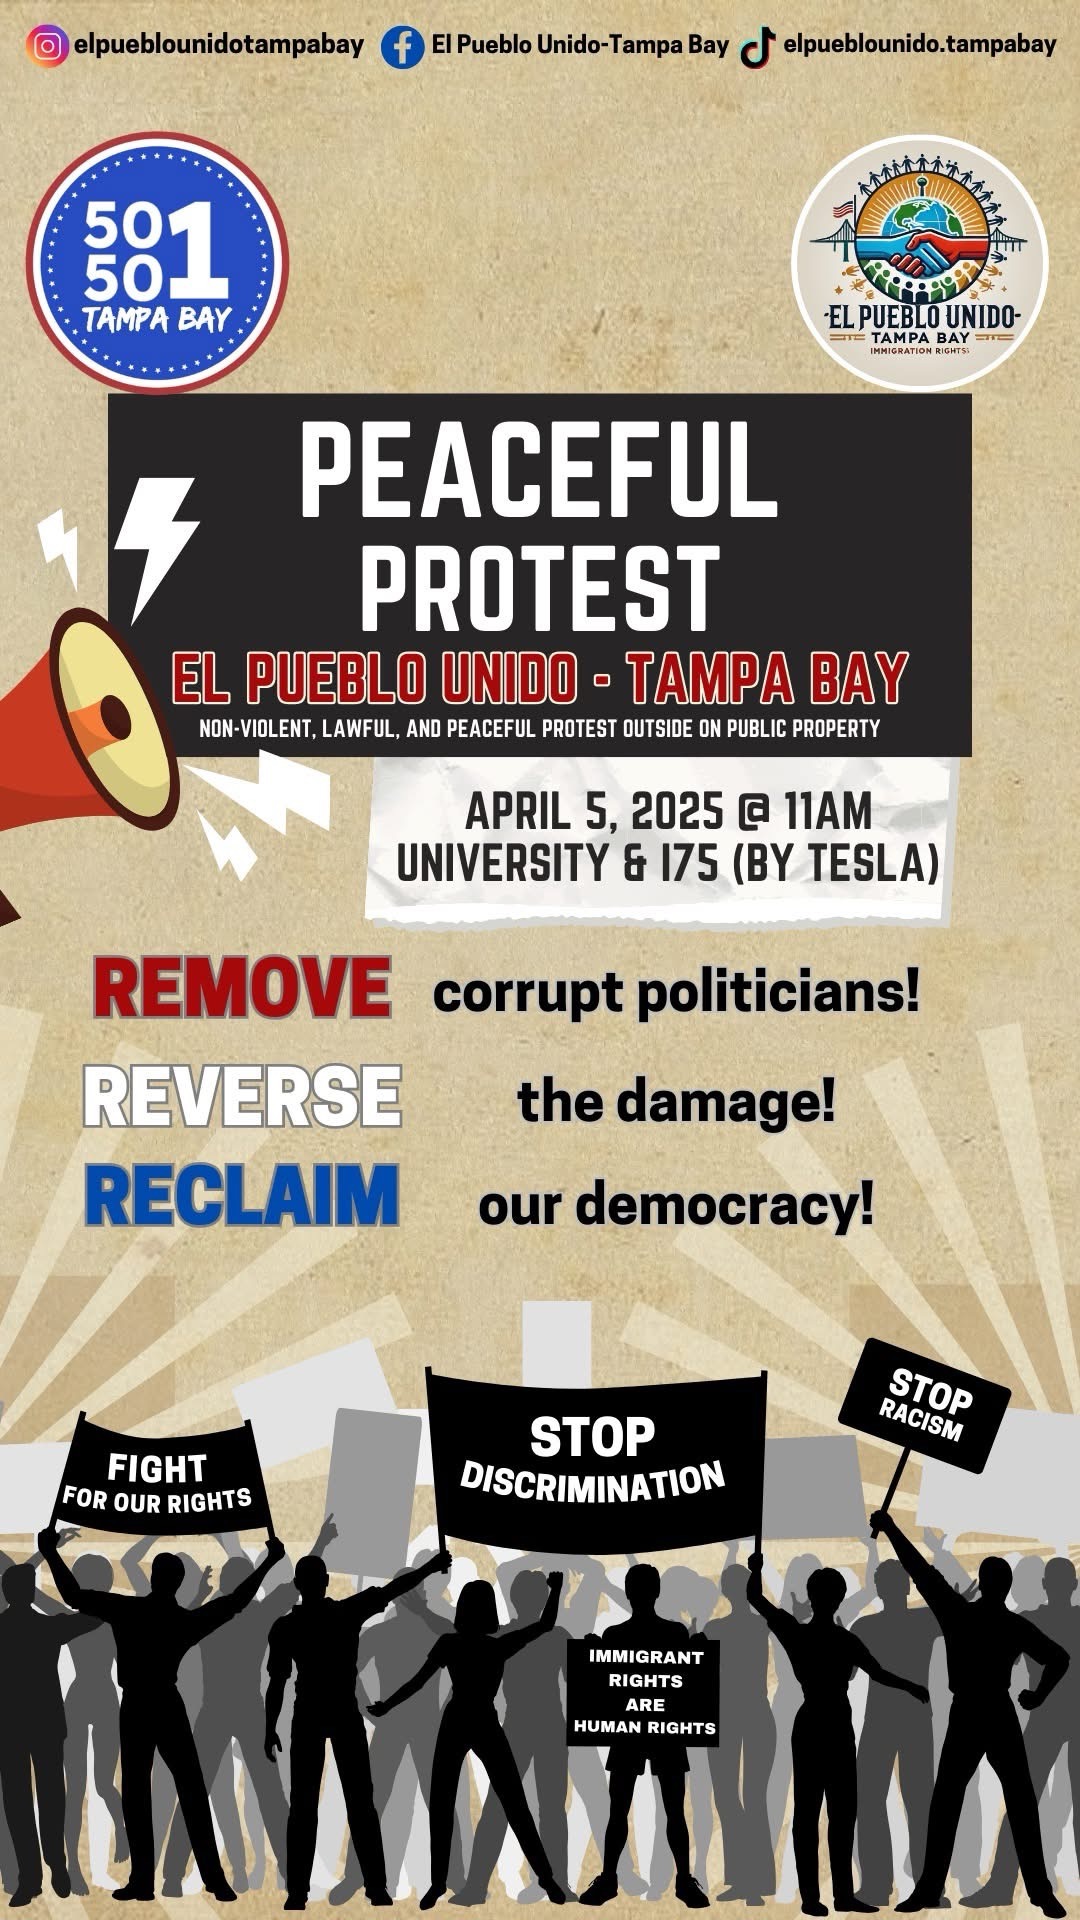 elpueblounidotampabay El Pueblo Unido-Tampa Bay elpueblounido.tampabay
50
50
1
TAMPA BAY
-EL PUEBLO UNIDO-
TAMPA BAY
IMMIGRATION RIGHTS
PEACEFUL
PROTEST
EL PUEBLO UNIDO - TAMPA BAY
NON-VIOLENT, LAWFUL, AND PEACEFUL PROTEST OUTSIDE ON PUBLIC PROPERTY
APRIL 5, 2025 @ 11AM
UNIVERSITY & I75 (BY TESLA)
REMOVE corrupt politicians!
REVERSE the damage!
RECLAIM our democracy!
STOP
RACISM
STOP
DISCRIMINATION
FIGHT
FOR OUR RIGHTS
IMMIGRANT
RIGHTS
ARE
HUMAN RIGHTS